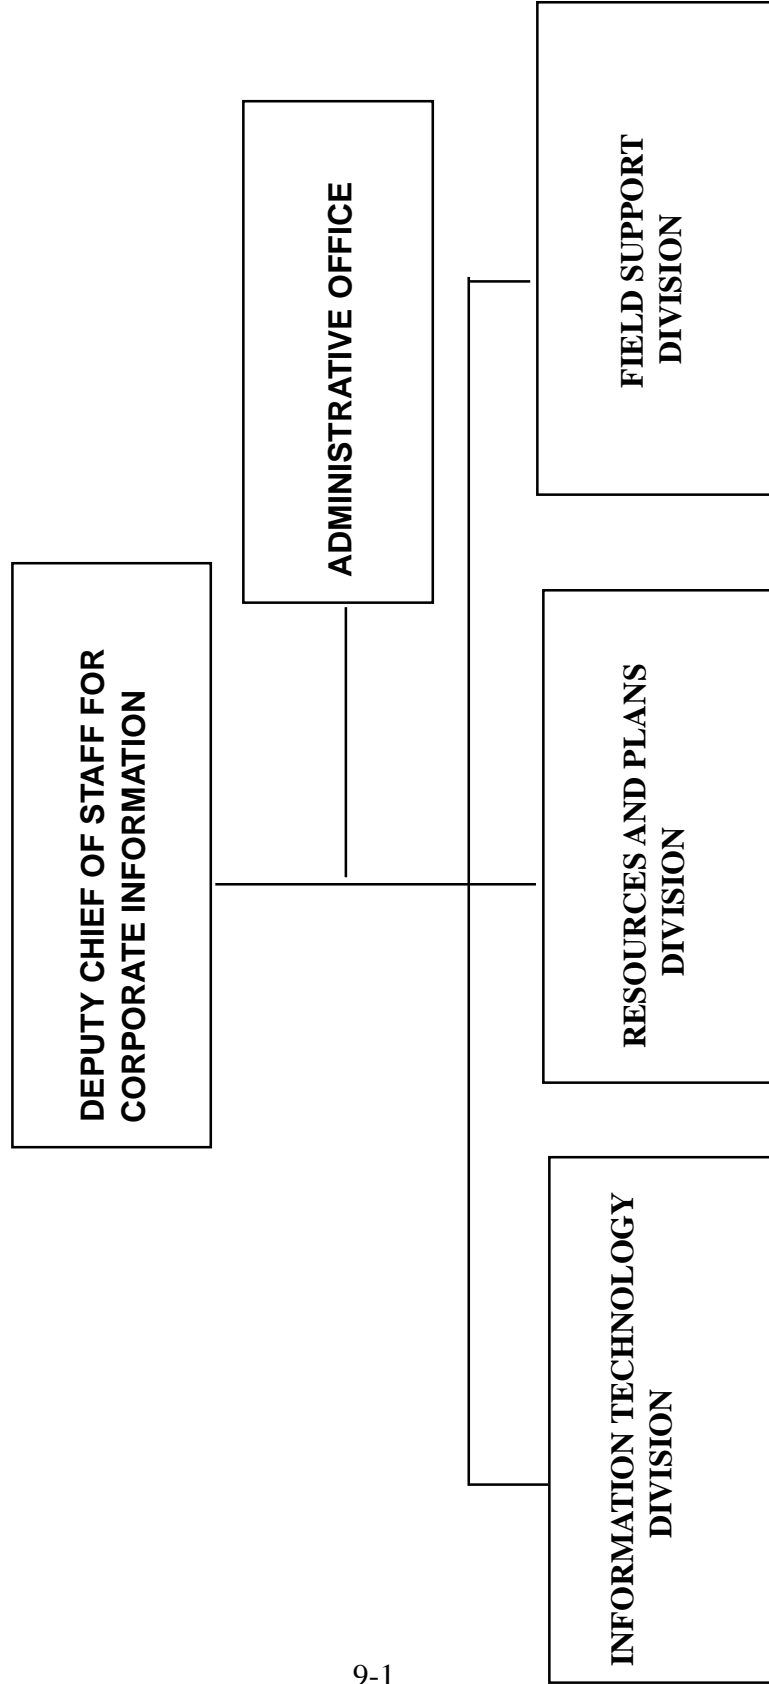 DEPUTY CHIEF OF STAFF FOR
CORPORATE INFORMATION
ADMINISTRATIVE OFFICE
INFORMATION TECHNOLOGY
DIVISION
RESOURCES AND PLANS
DIVISION
FIELD SUPPORT
DIVISION
9-1